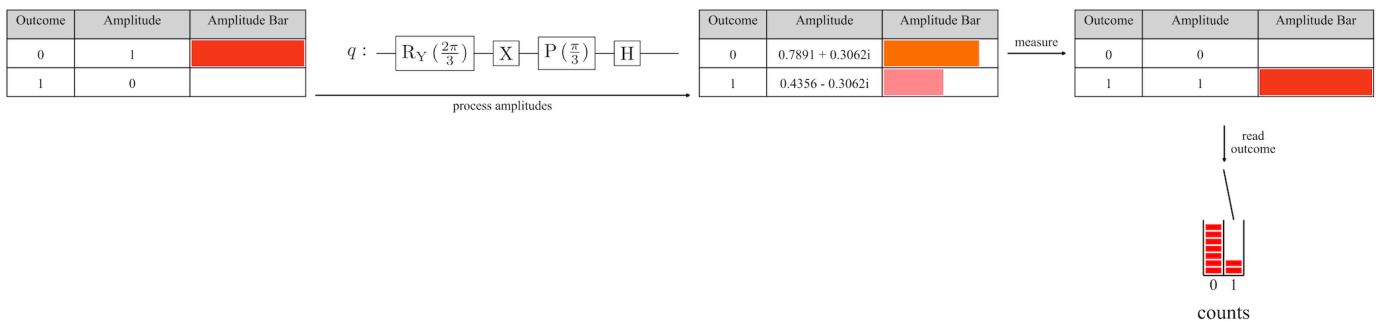 Outcome Amplitude Amplitude Bar
0 1
1 0
q : R_Y (2π/3) X P (π/3) H
process amplitudes
Outcome Amplitude Amplitude Bar
0 0.7891 + 0.3062i
1 0.4356 - 0.3062i
measure
Outcome Amplitude Amplitude Bar
0 0
1 1
read
outcome
0 1
counts